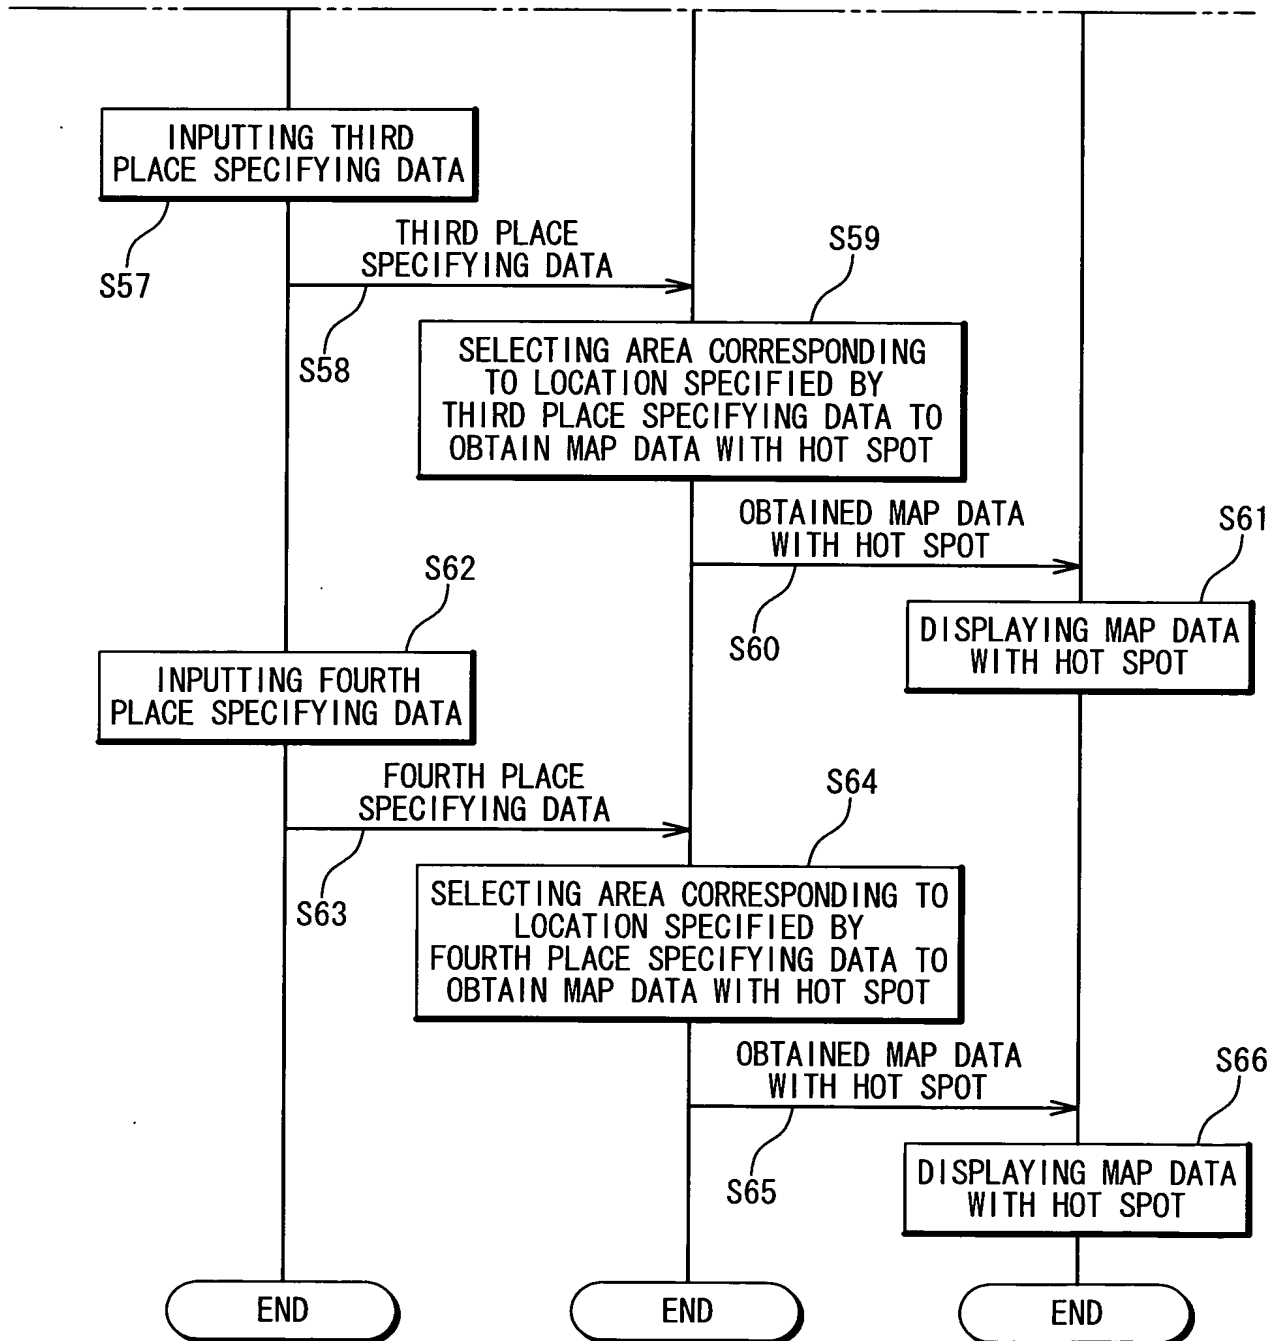 INPUTTING THIRD
PLACE SPECIFYING DATA
S57
THIRD PLACE
SPECIFYING DATA
S58
S59
SELECTING AREA CORRESPONDING
TO LOCATION SPECIFIED BY
THIRD PLACE SPECIFYING DATA TO
OBTAIN MAP DATA WITH HOT SPOT
OBTAINED MAP DATA
WITH HOT SPOT
S60
S61
DISPLAYING MAP DATA
WITH HOT SPOT
S62
INPUTTING FOURTH
PLACE SPECIFYING DATA
FOURTH PLACE
SPECIFYING DATA
S63
S64
SELECTING AREA CORRESPONDING TO
LOCATION SPECIFIED BY
FOURTH PLACE SPECIFYING DATA TO
OBTAIN MAP DATA WITH HOT SPOT
OBTAINED MAP DATA
WITH HOT SPOT
S65
S66
DISPLAYING MAP DATA
WITH HOT SPOT
END
END
END